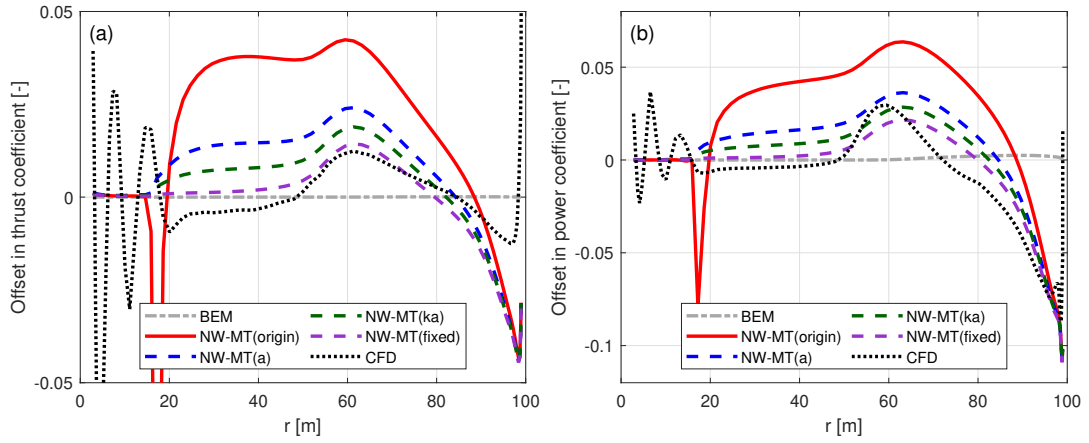 (a)
Offset in thrust coefficient [-]
0.05
0
-0.05
0 20 40 60 80 100
r [m]
BEM
NW-MT(origin)
NW-MT(a)
NW-MT(ka)
NW-MT(fixed)
CFD
(b)
Offset in power coefficient [-]
0.05
0
-0.05
-0.1
0 20 40 60 80 100
r [m]
BEM
NW-MT(origin)
NW-MT(a)
NW-MT(ka)
NW-MT(fixed)
CFD